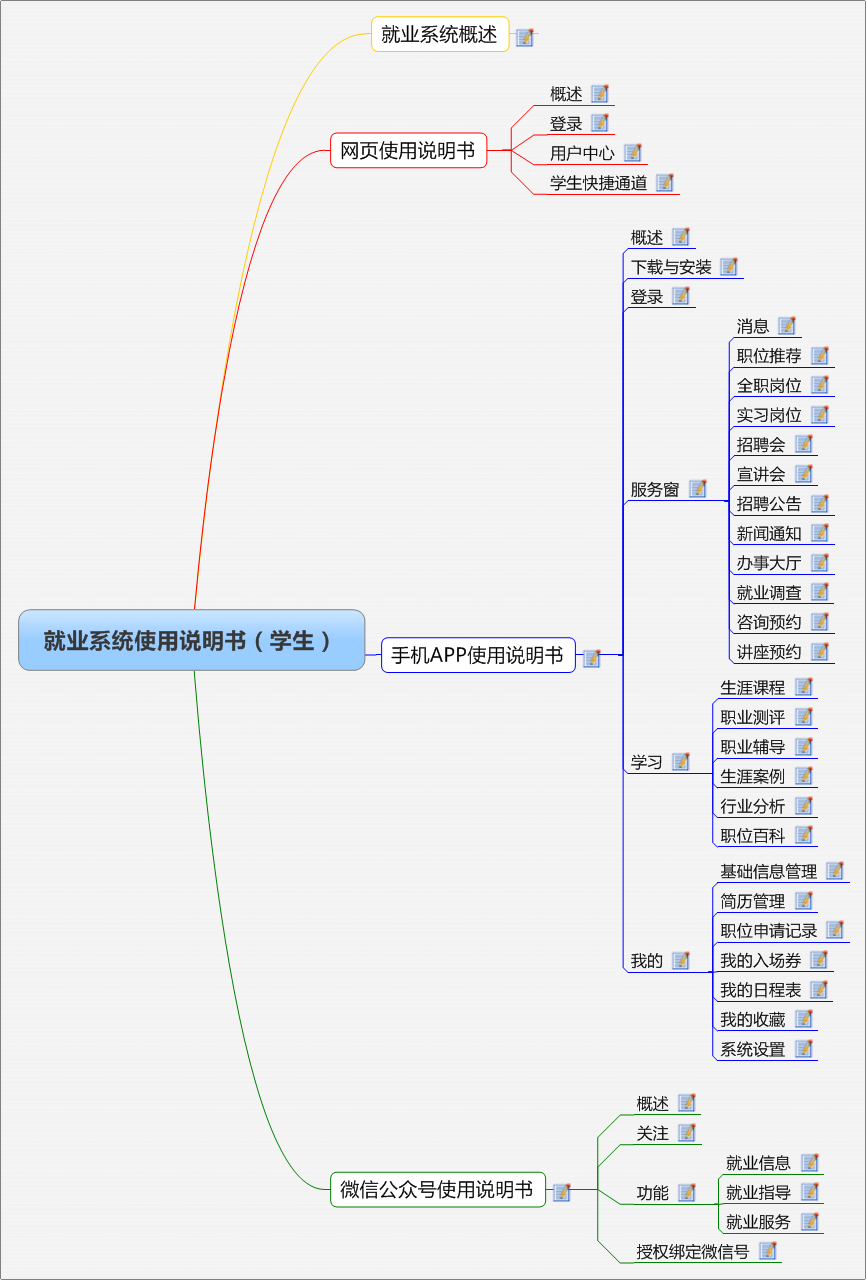 就业系统概述
概述
登录
网页使用说明书
用户中心
学生快捷通道
概述
下载与安装
登录
消息
职位推荐
全职岗位
实习岗位
招聘会
宣讲会
服务窗
招聘公告
新闻通知
办事大厅
就业调查
咨询预约
就业系统使用说明书（学生）
讲座预约
手机APP使用说明书
生涯课程
职业测评
职业辅导
学习
生涯案例
行业分析
职位百科
基础信息管理
简历管理
职位申请记录
我的
我的入场券
我的日程表
我的收藏
系统设置
概述
关注
就业信息
微信公众号使用说明书
功能
就业指导
就业服务
授权绑定微信号